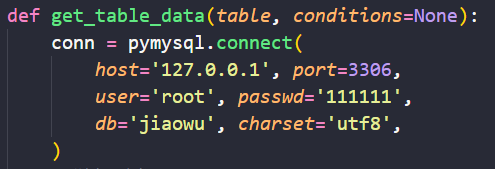 def get_table_data(table, conditions=None):
    conn = pymysql.connect(
        host='127.0.0.1', port=3306,
        user='root', passwd='111111',
        db='jiaowu', charset='utf8',
    )